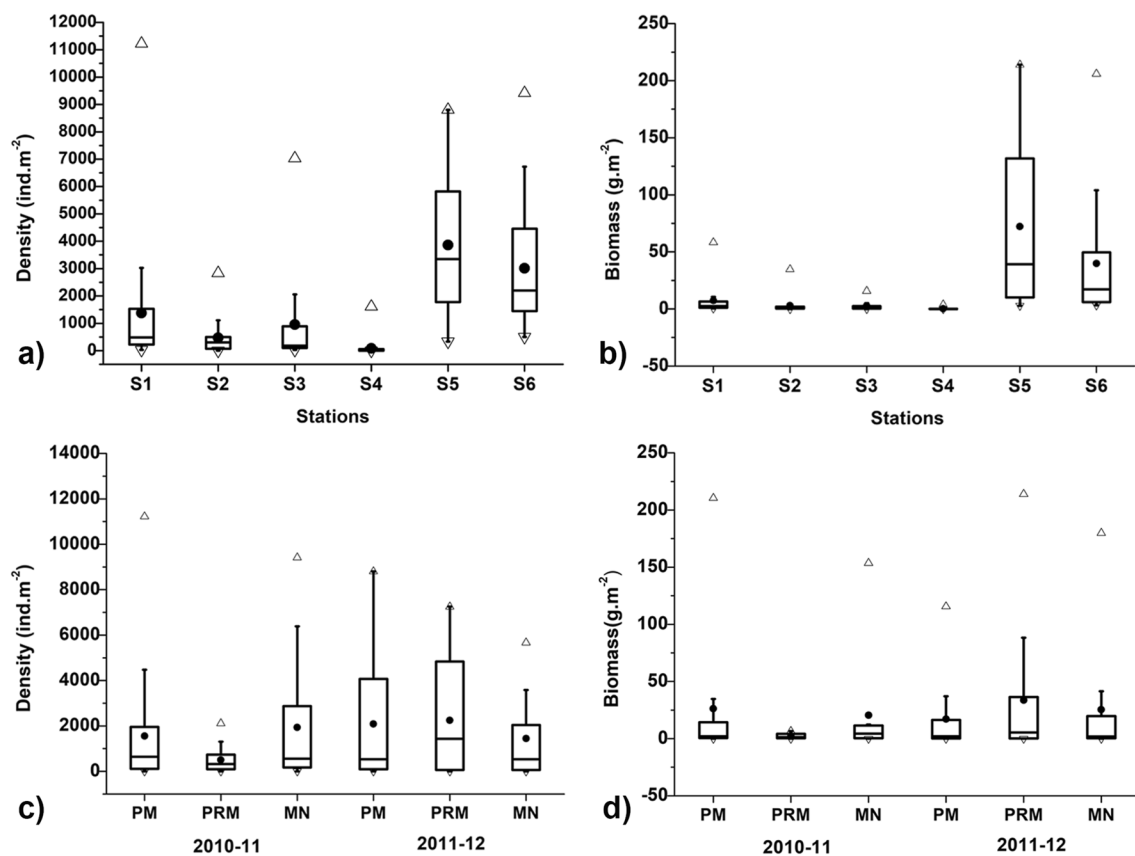 a)
Density (ind.m-2)
12000
11000
10000
9000
8000
7000
6000
5000
4000
3000
2000
1000
0
S1 S2 S3 S4 S5 S6
Stations
b)
Biomass (g.m-2)
250
200
150
100
50
0
-50
S1 S2 S3 S4 S5 S6
Stations
c)
Density (ind.m-2)
14000
12000
10000
8000
6000
4000
2000
0
PM PRM MN PM PRM MN
2010-11 2011-12
d)
Biomass(g.m-2)
250
200
150
100
50
0
-50
PM PRM MN PM PRM MN
2010-11 2011-12